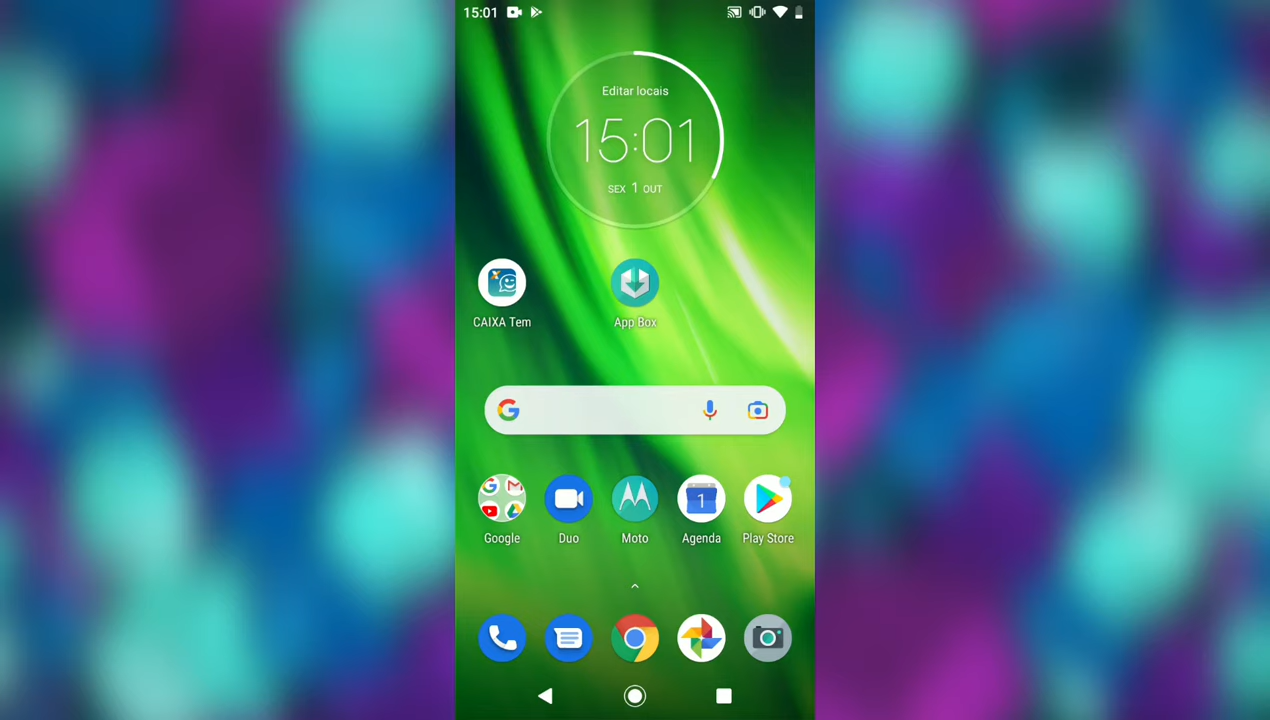 15:01
Editar locais
15:01
SEX 1 OUT
CAIXA Tem
App Box
1
Google
Duo
Moto
Agenda
Play Store